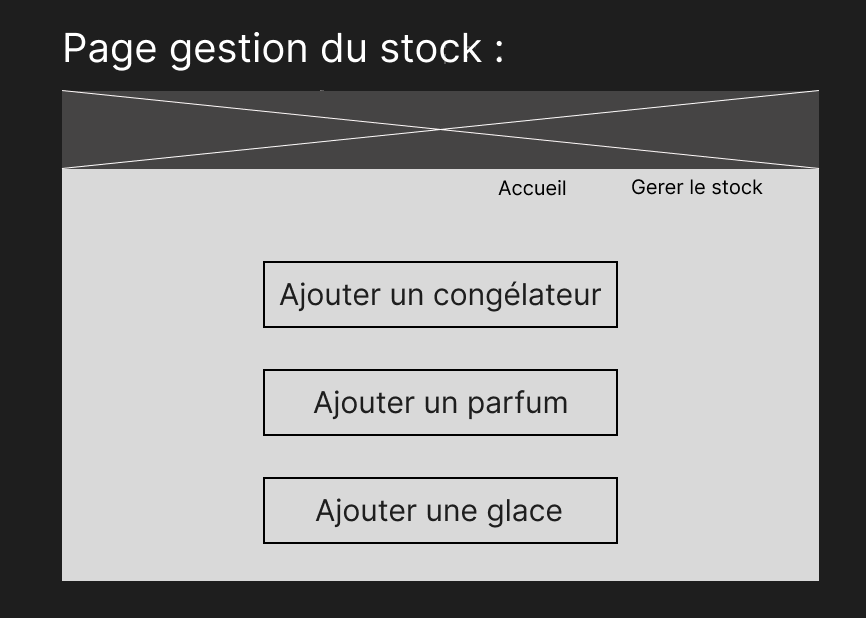 Page gestion du stock :
Accueil Gerer le stock
Ajouter un congélateur
Ajouter un parfum
Ajouter une glace